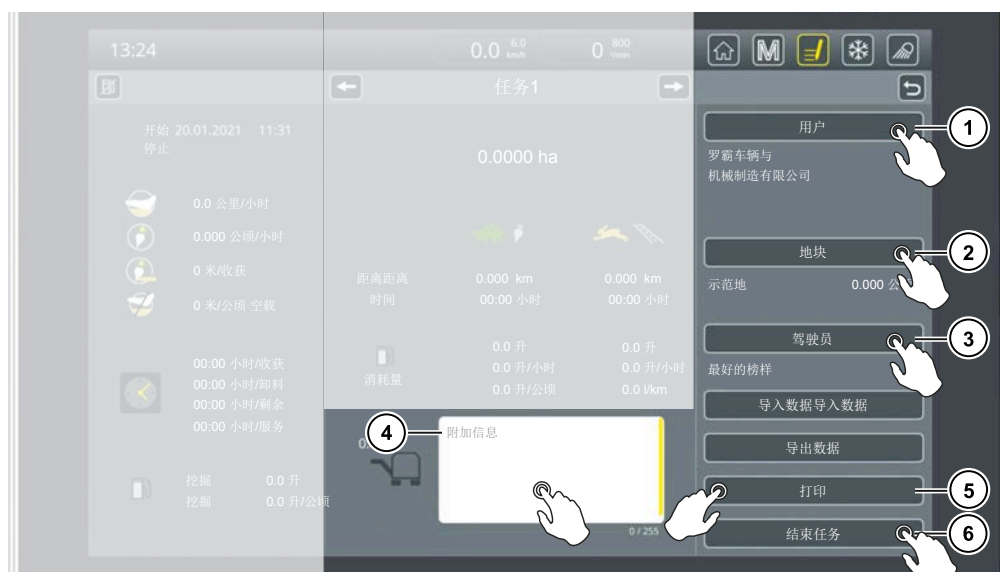 13:24
0.0 6.0 km/h
0 800 1/min
M
任务1
开始 20.01.2021 11:31
停止
0.0000 ha
0.0 公里/小时
0.000 公顷/小时
0 米/收获
0 米/公顷 空载
距离距离 0.000 km 0.000 km
时间 00:00 小时 00:00 小时
0.0 升 0.0 升
消耗量 0.0 升/小时 0.0 升/小时
0.0 升/公顷 0.0 l/km
00:00 小时/收获
00:00 小时/卸料
00:00 小时/剩余
00:00 小时/服务
挖掘 0.0 升
挖掘 0.0 升/公顷
4
附加信息
0 / 255
用户
1
罗霸车辆与
机械制造有限公司
地块
2
示范地 0.000
驾驶员
3
最好的榜样
导入数据导入数据
导出数据
打印
5
结束任务
6